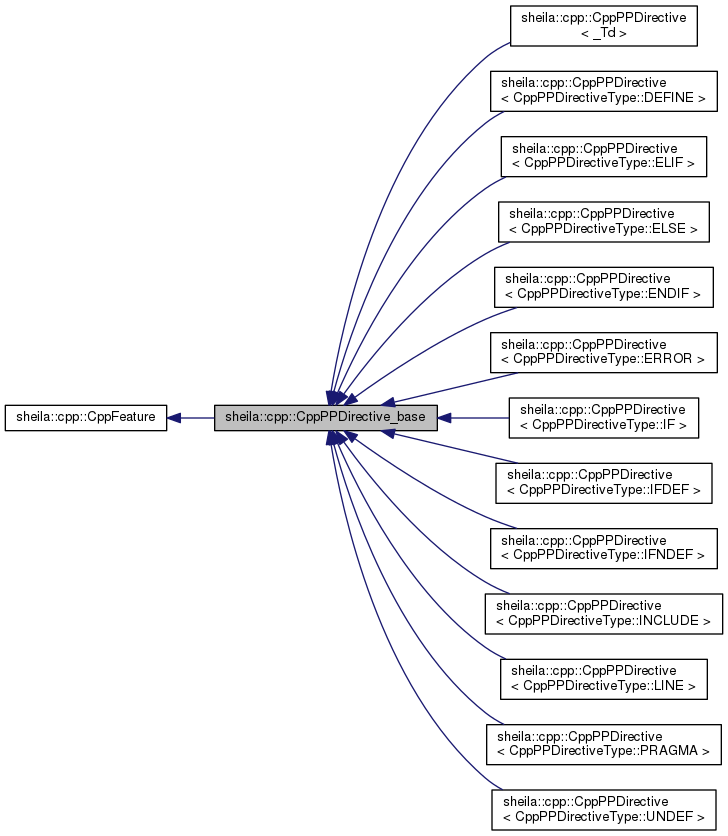 sheila::cpp::CppPPDirective
< _Td >
sheila::cpp::CppPPDirective
< CppPPDirectiveType::DEFINE >
sheila::cpp::CppPPDirective
< CppPPDirectiveType::ELIF >
sheila::cpp::CppPPDirective
< CppPPDirectiveType::ELSE >
sheila::cpp::CppPPDirective
< CppPPDirectiveType::ENDIF >
sheila::cpp::CppPPDirective
< CppPPDirectiveType::ERROR >
sheila::cpp::CppFeature
sheila::cpp::CppPPDirective_base
sheila::cpp::CppPPDirective
< CppPPDirectiveType::IF >
sheila::cpp::CppPPDirective
< CppPPDirectiveType::IFDEF >
sheila::cpp::CppPPDirective
< CppPPDirectiveType::IFNDEF >
sheila::cpp::CppPPDirective
< CppPPDirectiveType::INCLUDE >
sheila::cpp::CppPPDirective
< CppPPDirectiveType::LINE >
sheila::cpp::CppPPDirective
< CppPPDirectiveType::PRAGMA >
sheila::cpp::CppPPDirective
< CppPPDirectiveType::UNDEF >